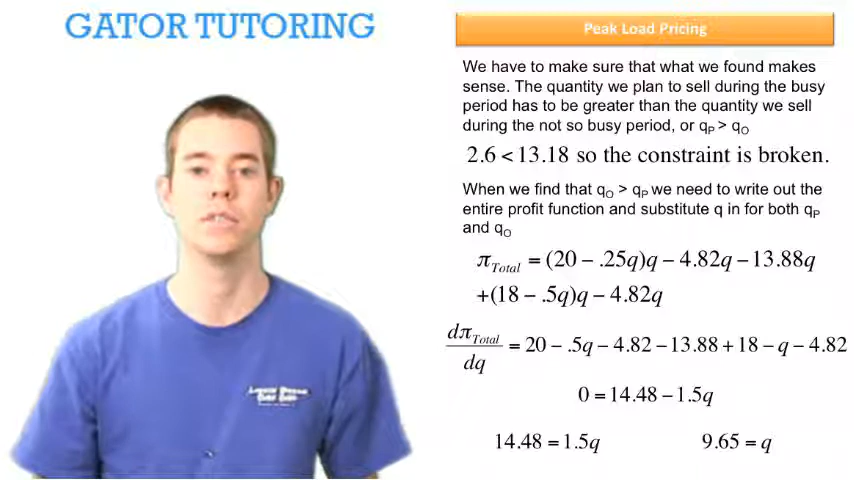 GATOR TUTORING
Peak Load Pricing
We have to make sure that what we found makes
sense. The quantity we plan to sell during the busy
period has to be greater than the quantity we sell
during the not so busy period, or qP > qO
2.6 < 13.18 so the constraint is broken.
When we find that qO > qP we need to write out the
entire profit function and substitute q in for both qP
and qO
πTotal = (20 − .25q)q − 4.82q − 13.88q
+(18 − .5q)q − 4.82q
dπTotal/dq = 20 − .5q − 4.82 − 13.88 + 18 − q − 4.82
0 = 14.48 − 1.5q
14.48 = 1.5q
9.65 = q